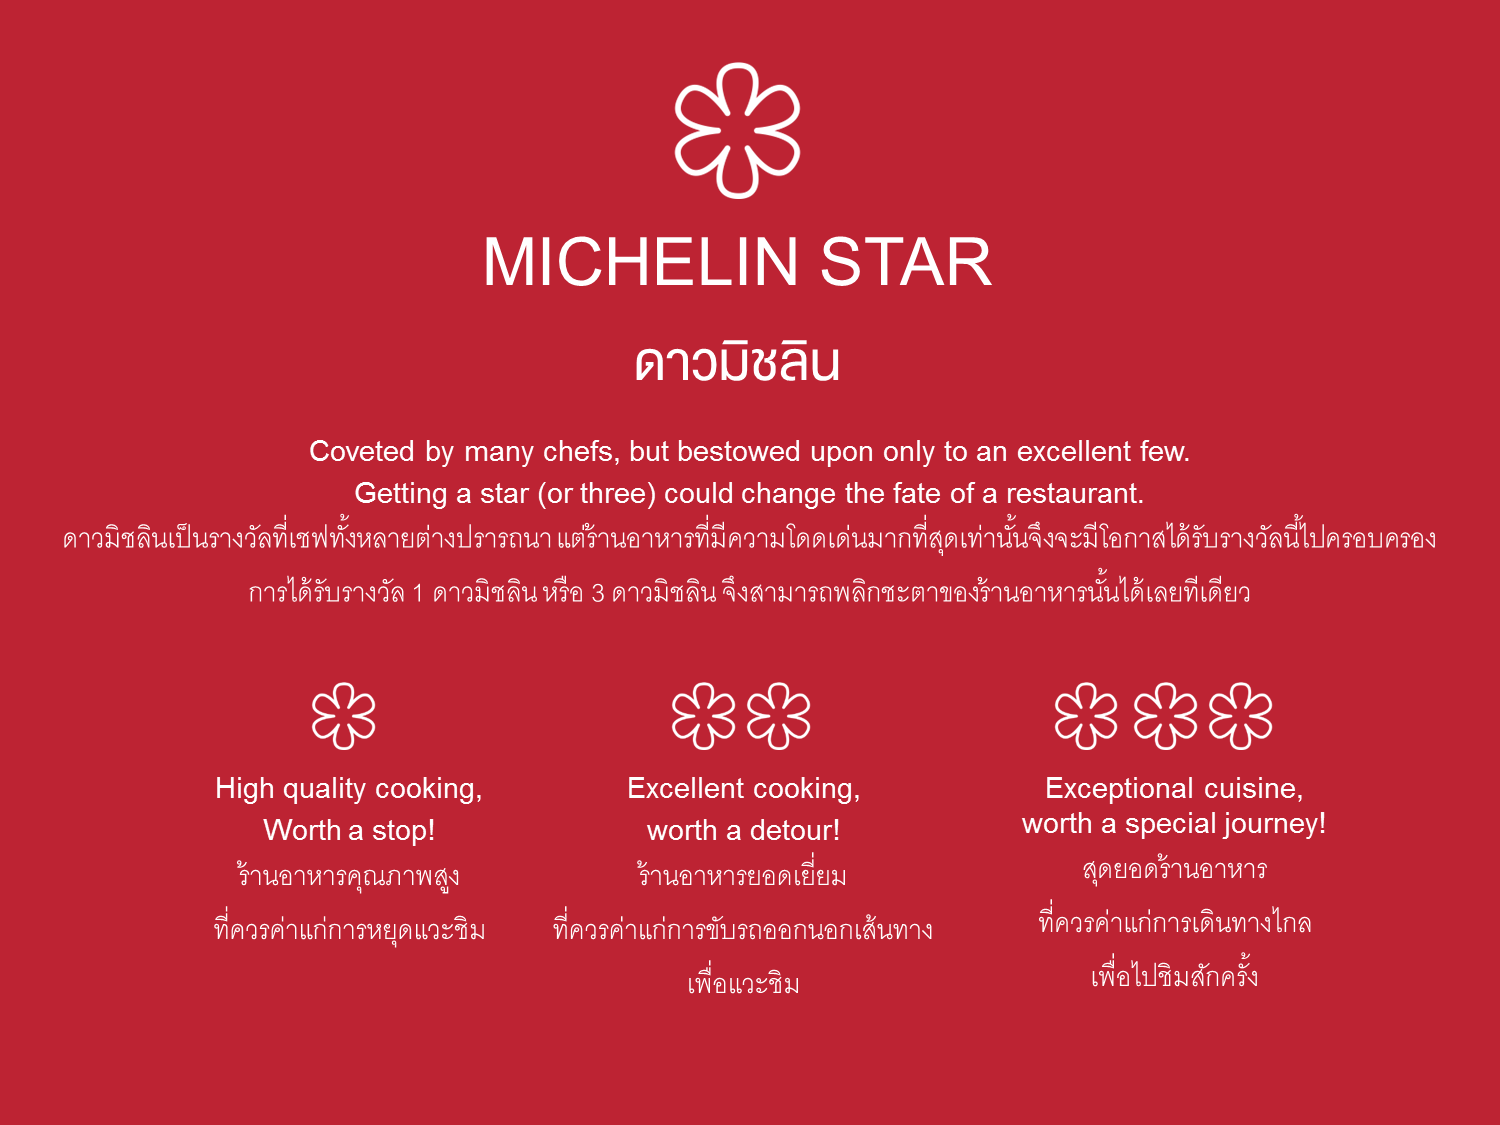 MICHELIN STAR
ดาวมิชลิน
Coveted by many chefs, but bestowed upon only to an excellent few.
Getting a star (or three) could change the fate of a restaurant.
ดาวมิชลินเป็นรางวัลที่เชฟทั้งหลายต่างปรารถนา แต่ร้านอาหารที่มีความโดดเด่นมากที่สุดเท่านั้นจึงจะมีโอกาสได้รับรางวัลนี้ไปครอบครอง
การได้รับรางวัล 1 ดาวมิชลิน หรือ 3 ดาวมิชลิน จึงสามารถพลิกชะตาของร้านอาหารนั้นได้เลยทีเดียว
High quality cooking,
Worth a stop!
ร้านอาหารคุณภาพสูง
ที่ควรค่าแก่การหยุดแวะชิม
Excellent cooking,
worth a detour!
ร้านอาหารยอดเยี่ยม
ที่ควรค่าแก่การขับรถออกนอกเส้นทาง
เพื่อแวะชิม
Exceptional cuisine,
worth a special journey!
สุดยอดร้านอาหาร
ที่ควรค่าแก่การเดินทางไกล
เพื่อไปชิมสักครั้ง